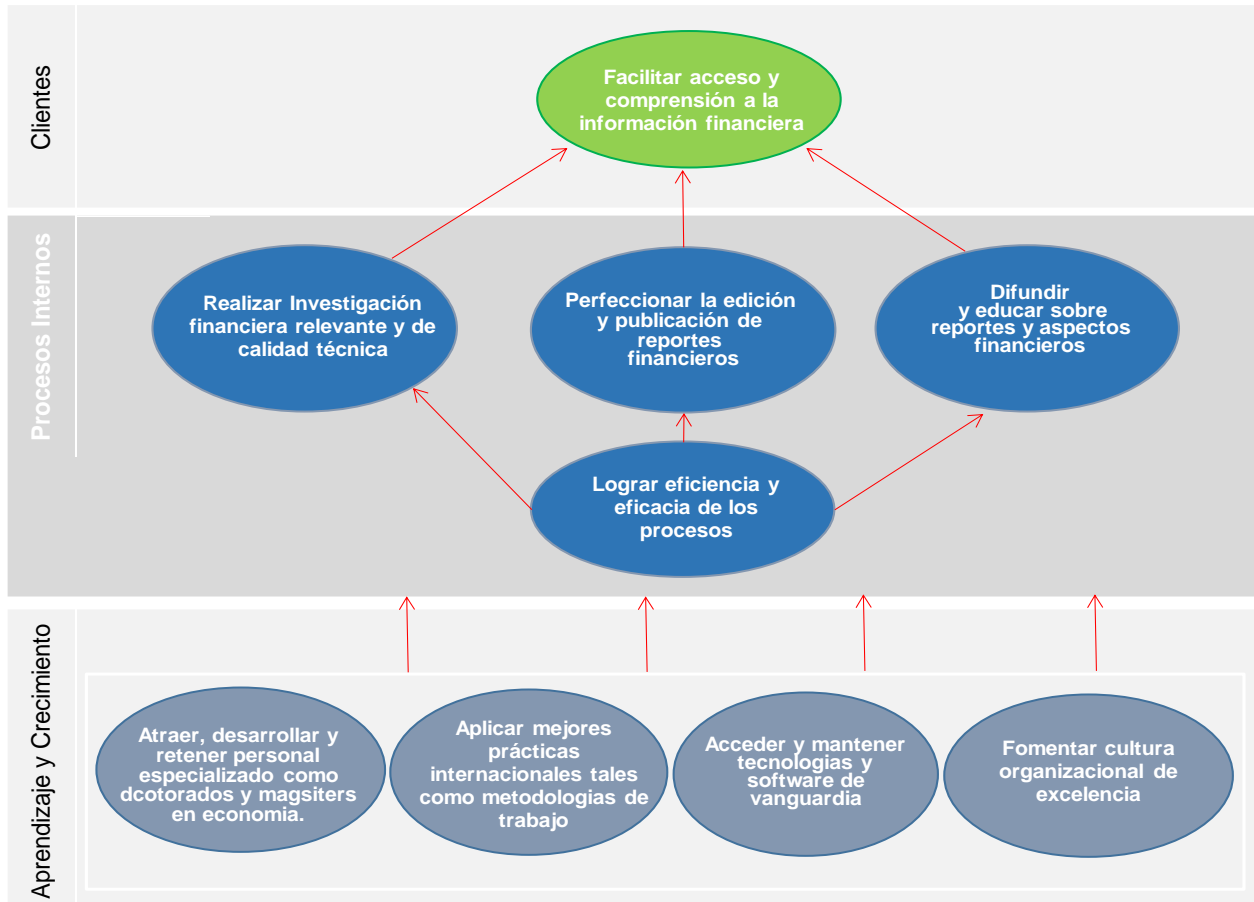 Clientes
Facilitar acceso y
comprensión a la
información financiera
Procesos Internos
Realizar Investigación
financiera relevante y de
calidad técnica
Perfeccionar la edición
y publicación de
reportes
financieros
Difundir
y educar sobre
reportes y aspectos
financieros
Lograr eficiencia y
eficacia de los
procesos
Aprendizaje y Crecimiento
Atraer, desarrollar y
retener personal
especializado como
dcotorados y magsiters
en economia.
Aplicar mejores
prácticas
internacionales tales
como metodologias de
trabajo
Acceder y mantener
tecnologias y
software de
vanguardia
Fomentar cultura
organizacional de
excelencia